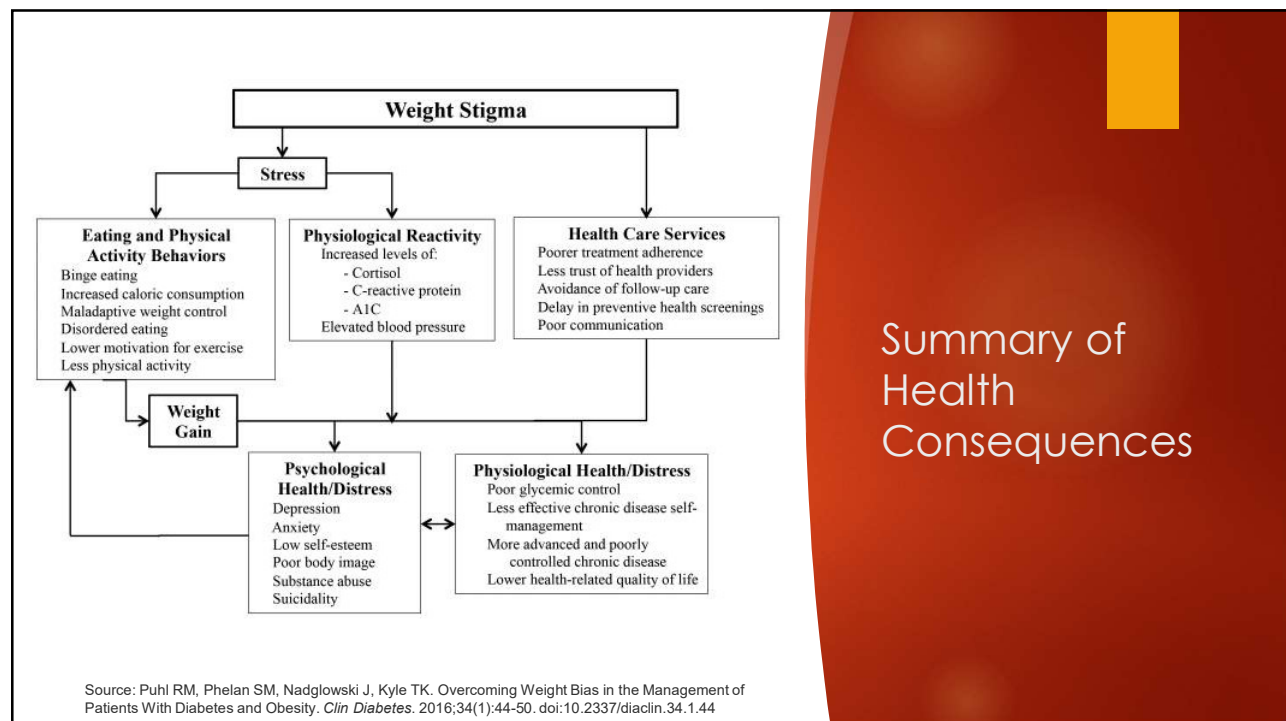 Weight Stigma
Stress
Eating and Physical
Activity Behaviors
Binge eating
Increased caloric consumption
Maladaptive weight control
Disordered eating
Lower motivation for exercise
Less physical activity
Physiological Reactivity
Increased levels of:
- Cortisol
- C-reactive protein
- A1C
Elevated blood pressure
Health Care Services
Poorer treatment adherence
Less trust of health providers
Avoidance of follow-up care
Delay in preventive health screenings
Poor communication
Weight
Gain
Psychological
Health/Distress
Depression
Anxiety
Low self-esteem
Poor body image
Substance abuse
Suicidality
Physiological Health/Distress
Poor glycemic control
Less effective chronic disease self-
management
More advanced and poorly
controlled chronic disease
Lower health-related quality of life
Summary of
Health
Consequences
Source: Puhl RM, Phelan SM, Nadglowski J, Kyle TK. Overcoming Weight Bias in the Management of
Patients With Diabetes and Obesity. Clin Diabetes. 2016;34(1):44-50. doi:10.2337/diaclin.34.1.44